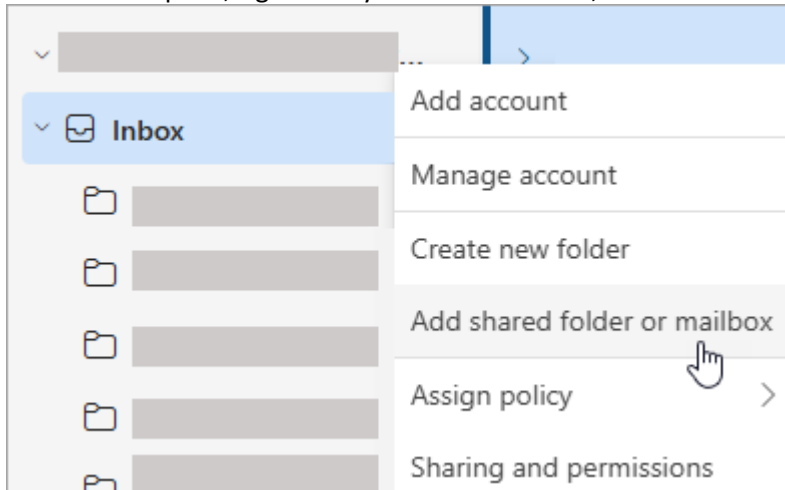 ...
Add account
Inbox
Manage account
Create new folder
Add shared folder or mailbox
Assign policy
Sharing and permissions